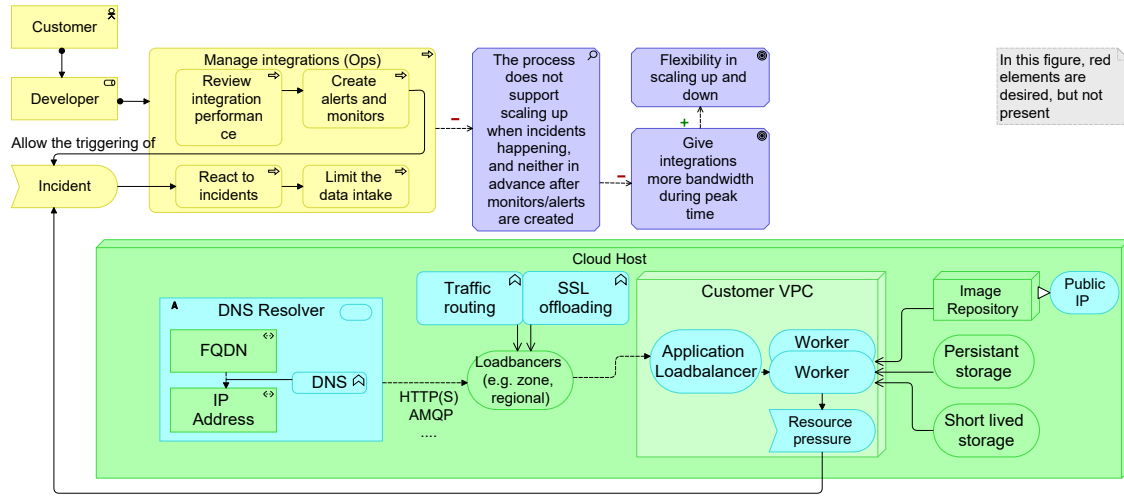 Customer
Developer
Manage integrations (Ops)
Review
integration
performa
nce
Create
alerts and
monitors
Allow the triggering of
Incident
React to
incidents
Limit the
data intake
The process
does not
support
scaling up
when incidents
happening,
and neither in
advance after
monitors/alerts
are created
Flexibility in
scaling up and
down
Give
integrations
more bandwidth
during peak
time
In this figure, red
elements are
desired, but not
present
Cloud Host
A
DNS Resolver
FQDN
DNS
IP
Address
HTTP(S)
AMQP
....
Traffic
routing
SSL
offloading
Loadbancers
(e.g. zone,
regional)
Customer VPC
Application
Loadbalancer
Worker
Worker
Resource
pressure
Image
Repository
Public
IP
Persistant
storage
Short lived
storage